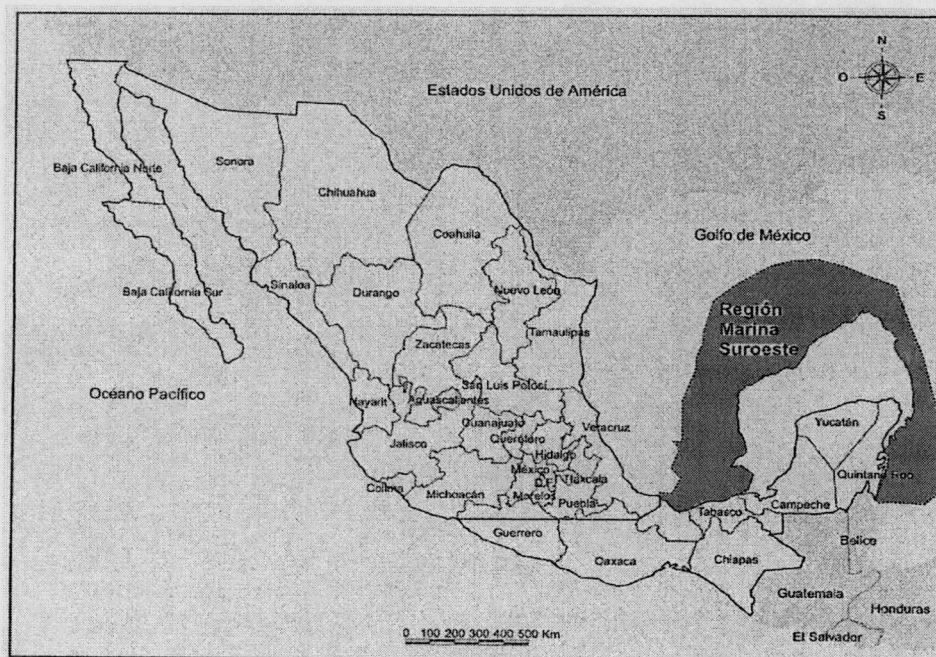 N
O E
S
Estados Unidos de América
Baja California Norte
Sonora
Chihuahua
Coahuila
Golfo de México
Sinaloa
Durango
Nuevo León
Baja California Sur
Región
Marina
Suroeste
Tamaulipas
Zacatecas
San Luis Potosí
Océano Pacífico
Nayarit
Aguascalientes
Guanajuato
Veracruz
Yucatán
Jalisco
Querétaro
Hidalgo
México
D.F.
Tlaxcala
Quintana Roo
Colima
Michoacán
Morelos
Puebla
Tabasco
Campeche
Guerrero
Oaxaca
Chiapas
Belice
Guatemala
Honduras
El Salvador
0 100 200 300 400 500 Km